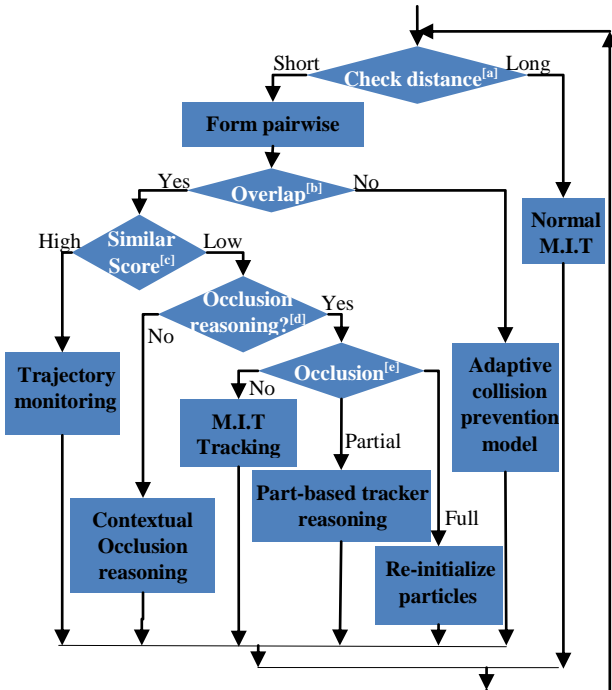 Short
Check distance[a]
Long
Form pairwise
Yes
Overlap[b]
No
Normal
M.I.T
High
Similar
Score[c]
Low
Occlusion
reasoning?[d]
Yes
No
Trajectory
monitoring
Occlusion[e]
Adaptive
collision
prevention
model
No
M.I.T
Tracking
Partial
Part-based tracker
reasoning
Contextual
Occlusion
reasoning
Full
Re-initialize
particles